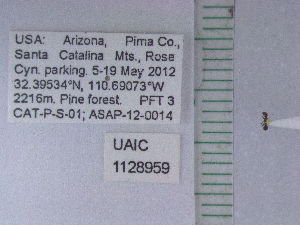 USA: Arizona, Pima Co.,
Santa Catalina Mts., Rose
Cyn. parking. 5-19 May 2012
32.39534°N, 110.69073°W
2216m. Pine forest. PFT 3
CAT-P-S-01; ASAP-12-0014
UAIC
1128959